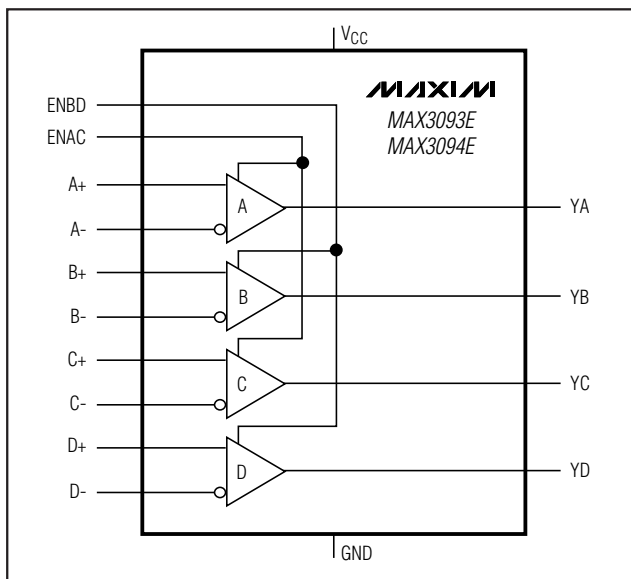 VCC
MAXIM
MAX3093E
MAX3094E
ENBD
ENAC
A+
A
YA
A-
B+
B
YB
B-
C+
C
YC
C-
D+
D
YD
D-
GND